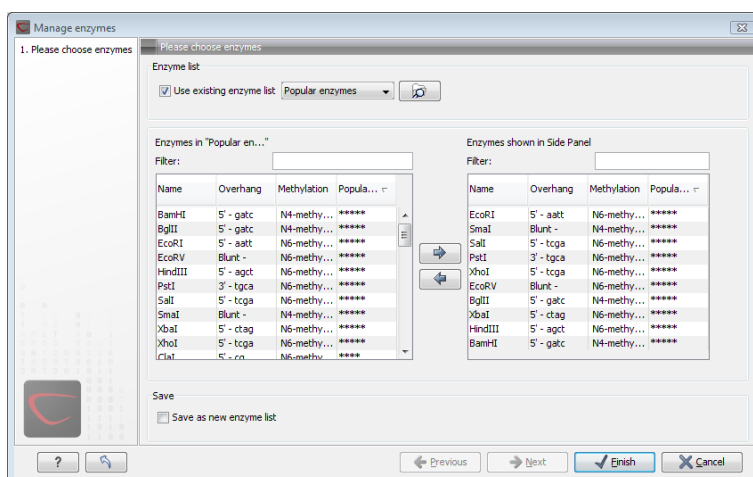 Manage enzymes
1. Please choose enzymes
Please choose enzymes
Enzyme list
Use existing enzyme list Popular enzymes
Enzymes in "Popular en..."
Filter:
Name Overhang Methylation Popula...
BamHI 5' - gatc N4-methy... *****
BglII 5' - gatc N4-methy... *****
EcoRI 5' - aatt N6-methy... *****
EcoRV Blunt - N6-methy... *****
HindIII 5' - agct N6-methy... *****
PstI 3' - tgca N6-methy... *****
SalI 5' - tcga N6-methy... *****
SmaI Blunt - N4-methy... *****
XbaI 5' - ctag N6-methy... *****
XhoI 5' - tcga N6-methy... *****
ClaI 5' - cg N6-methy... ****
Enzymes shown in Side Panel
Filter:
Name Overhang Methylation Popula...
EcoRI 5' - aatt N6-methy... *****
SmaI Blunt - N4-methy... *****
SalI 5' - tcga N6-methy... *****
PstI 3' - tgca N6-methy... *****
XhoI 5' - tcga N6-methy... *****
EcoRV Blunt - N6-methy... *****
BglII 5' - gatc N4-methy... *****
XbaI 5' - ctag N6-methy... *****
HindIII 5' - agct N6-methy... *****
BamHI 5' - gatc N4-methy... *****
Save
Save as new enzyme list
? Previous Next Finish Cancel